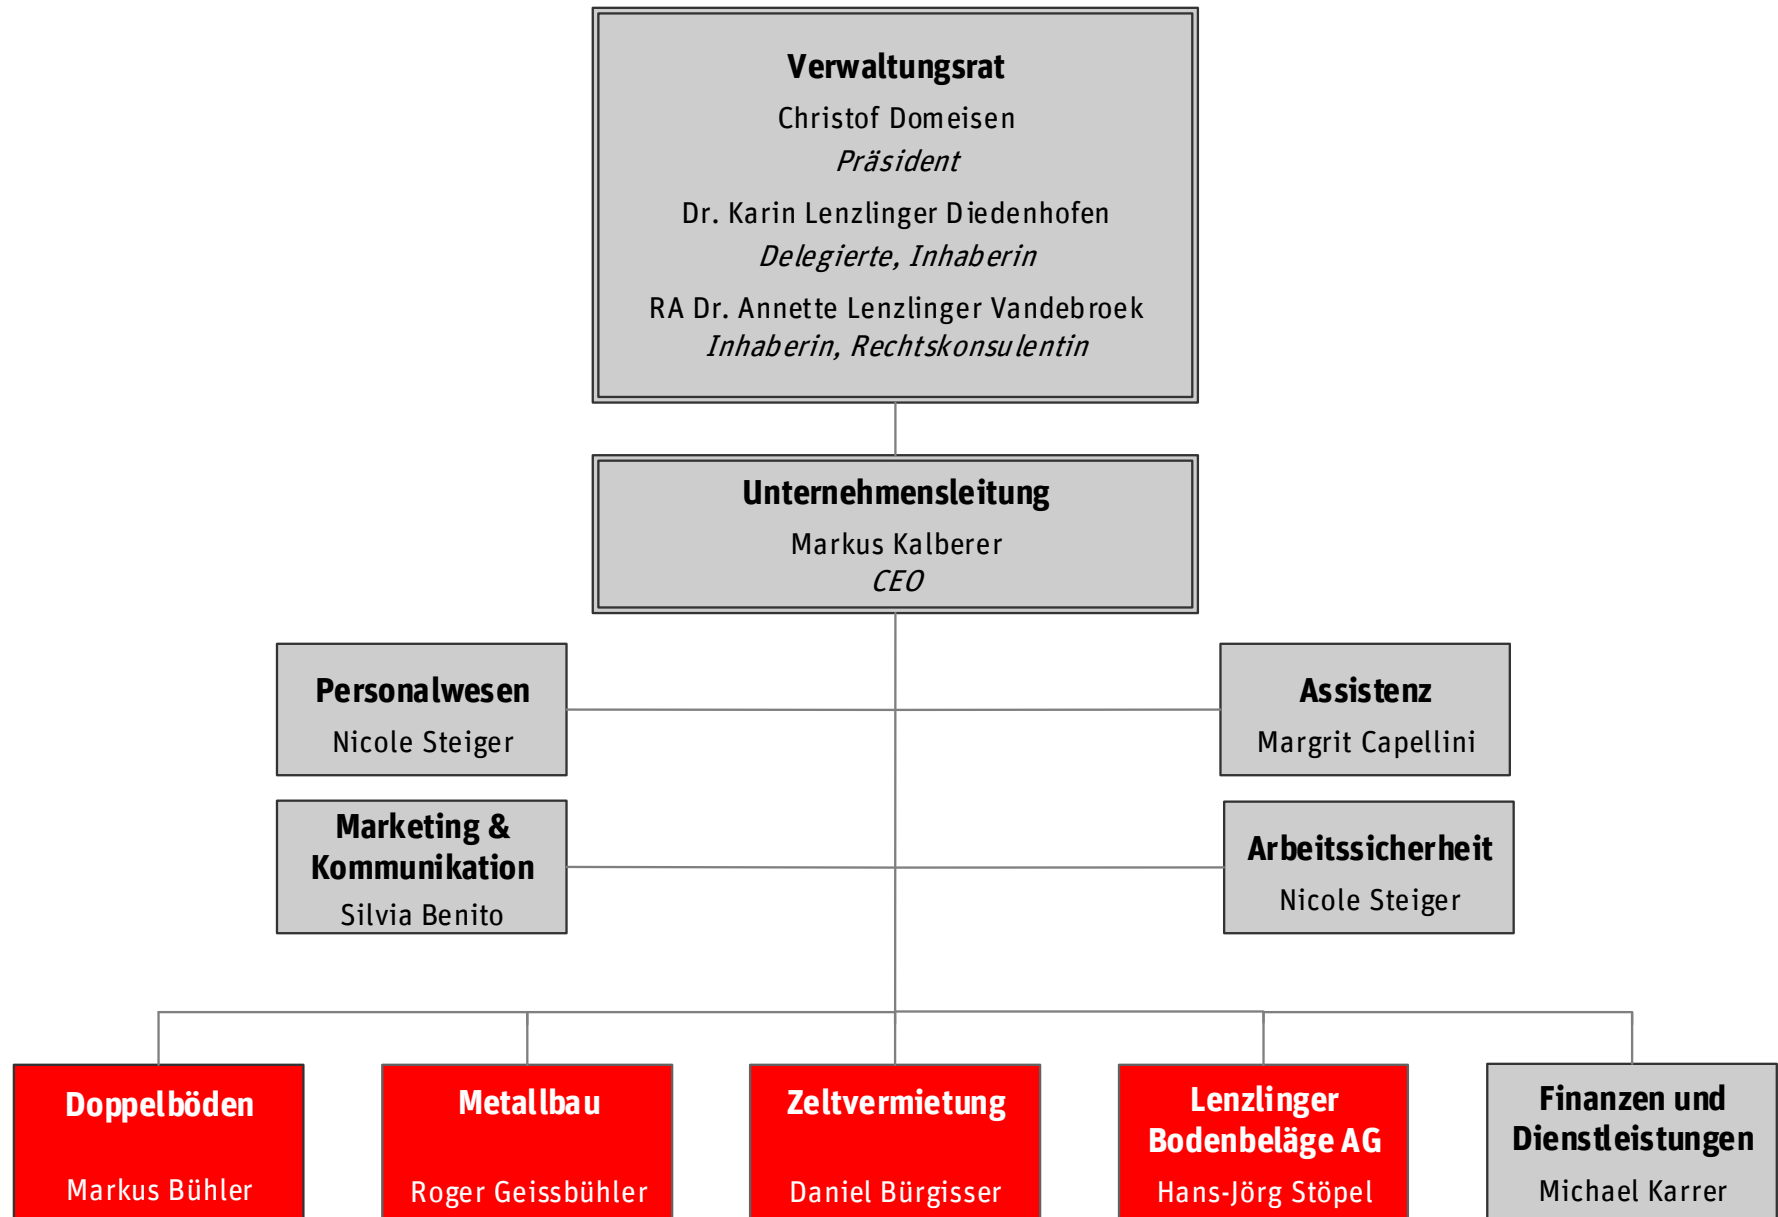 Verwaltungsrat
Christof Domeisen
Präsident
Dr. Karin Lenzlinger Diedenhofen
Delegierte, Inhaberin
RA Dr. Annette Lenzlinger Vandebroek
Inhaberin, Rechtskonsulentin
Unternehmensleitung
Markus Kalberer
CEO
Personalwesen
Nicole Steiger
Assistenz
Margrit Capellini
Marketing &
Kommunikation
Silvia Benito
Arbeitssicherheit
Nicole Steiger
Doppelböden
Markus Bühler
Metallbau
Roger Geissbühler
Zeltvermietung
Daniel Bürgisser
Lenzlinger
Bodenbeläge AG
Hans-Jörg Stöpel
Finanzen und
Dienstleistungen
Michael Karrer